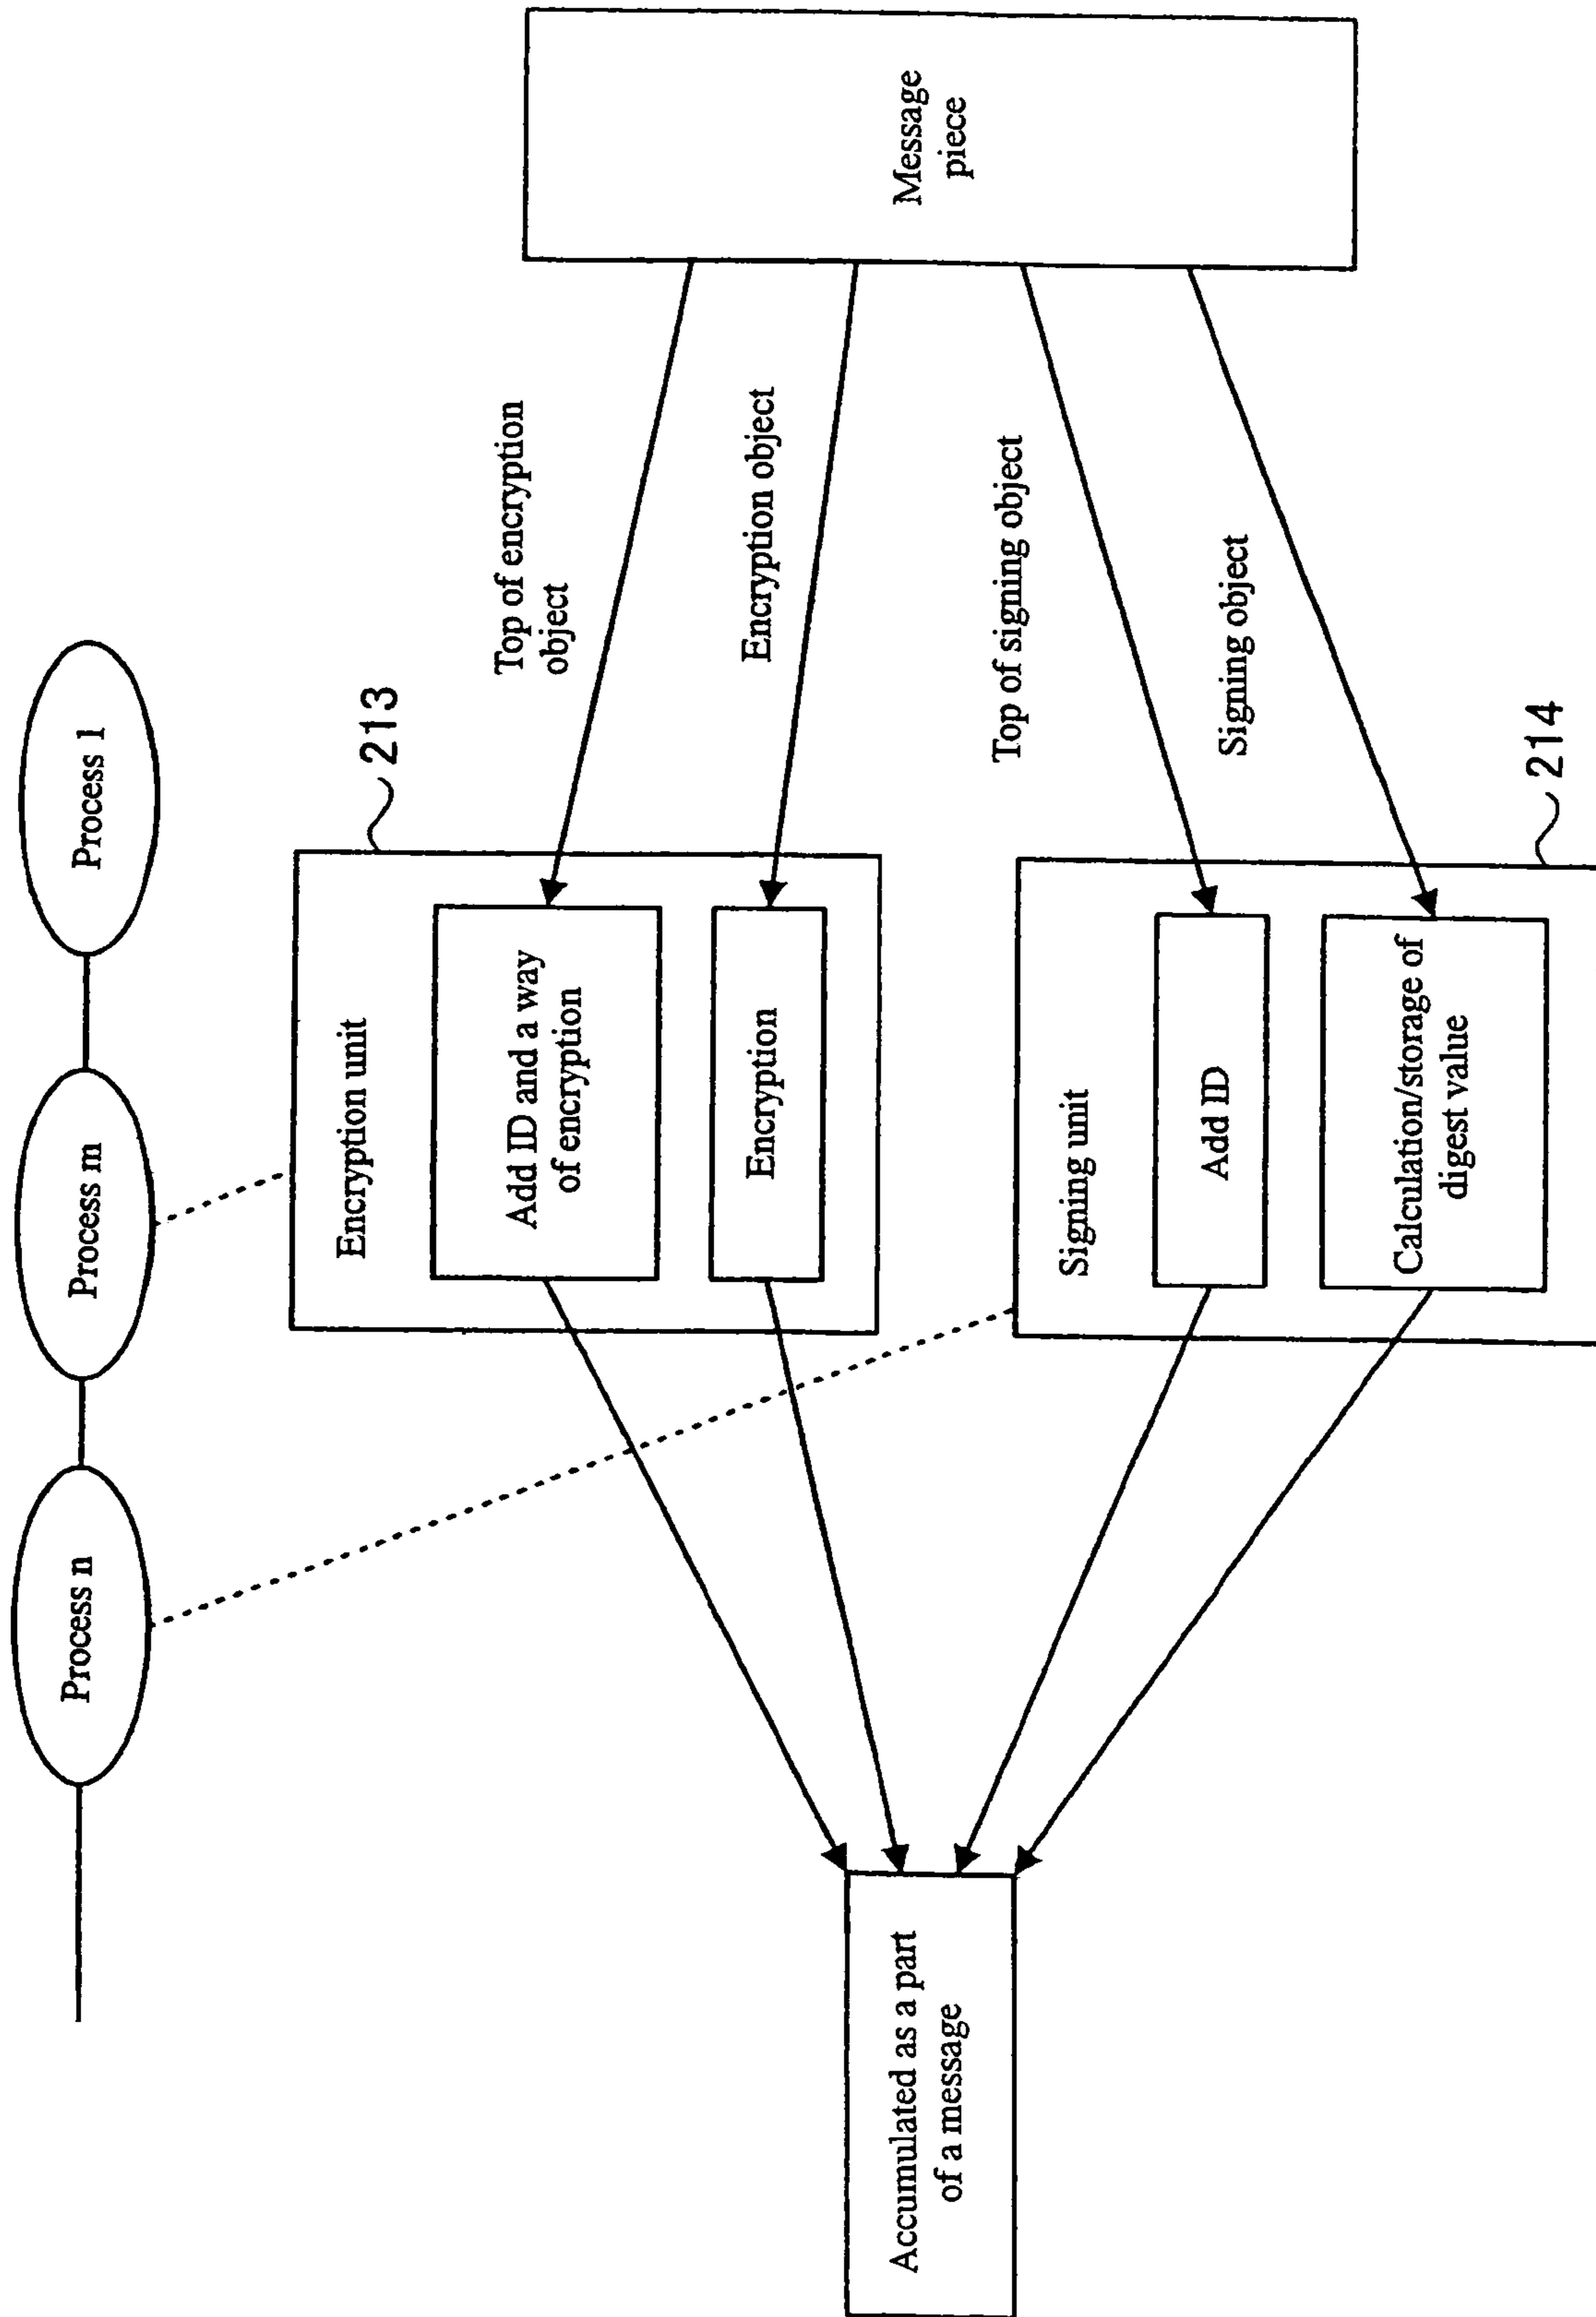 Process n
Process m
Process l
213
Encryption unit
Add ID and a way
of encryption
Encryption
Top of encryption
object
Encryption object
Message
piece
Accumulated as a part
of a message
Signing unit
Add ID
Calculation/storage of
digest value
Top of signing object
Signing object
214